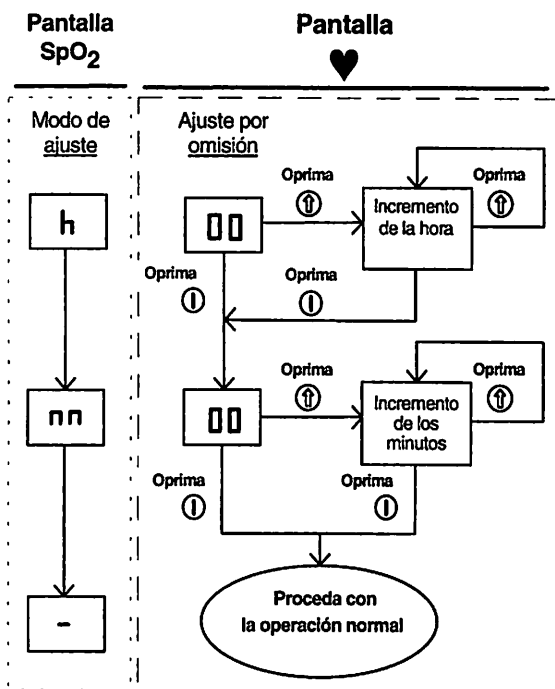 Pantalla
SpO2
Pantalla
♥
Modo de
ajuste
Ajuste por
omisión
h
00
Oprima
⇧
Incremento
de la hora
Oprima
⇧
Oprima
Oprima
nn
00
Oprima
⇧
Incremento
de los
minutos
Oprima
⇧
Oprima
Oprima
-
Proceda con
la operación normal